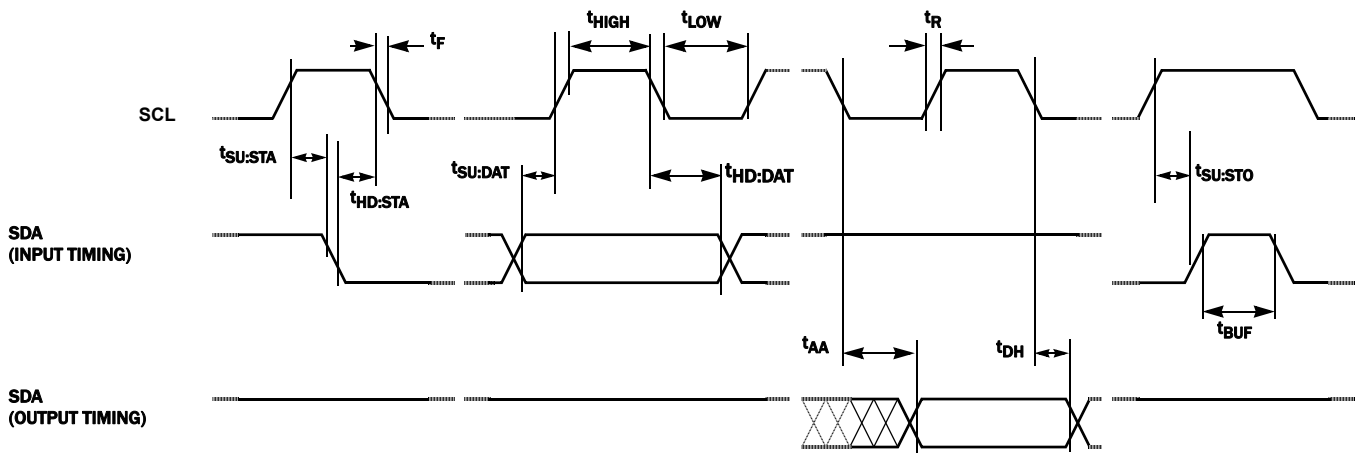 tHIGH tLOW tR
tF
SCL
tSU:STA
tSU:DAT
tHD:DAT
tSU:STO
tHD:STA
SDA
(INPUT TIMING)
tBUF
tAA tDH
SDA
(OUTPUT TIMING)